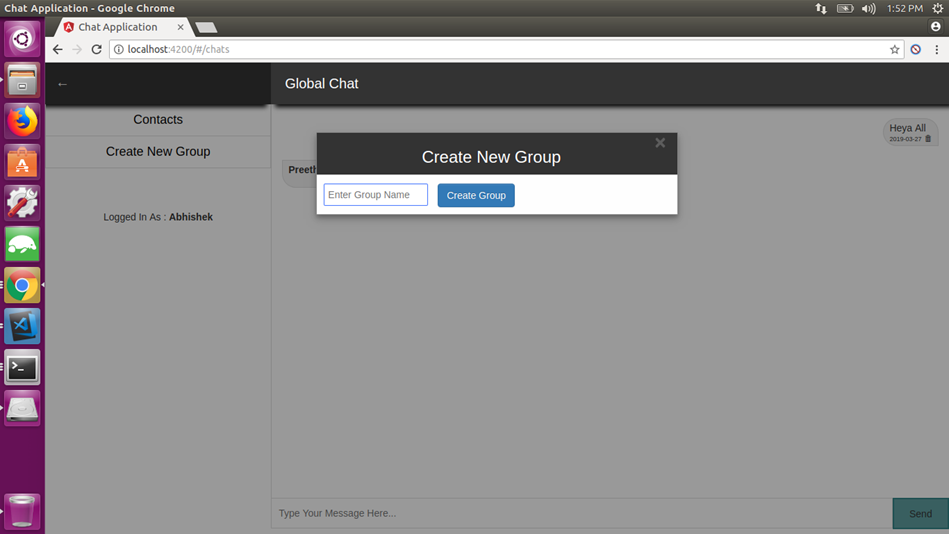 Chat Application - Google Chrome
1:52 PM
Chat Application
localhost:4200/#/chats
←
Global Chat
Contacts
Create New Group
Logged In As : Abhishek
Heya All
2019-03-27
Preeth
Create New Group
Enter Group Name
Create Group
Type Your Message Here...
Send